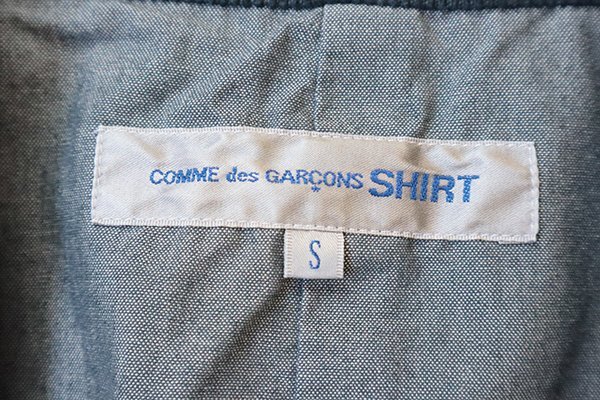 COMME des GARÇONS SHIRT
S